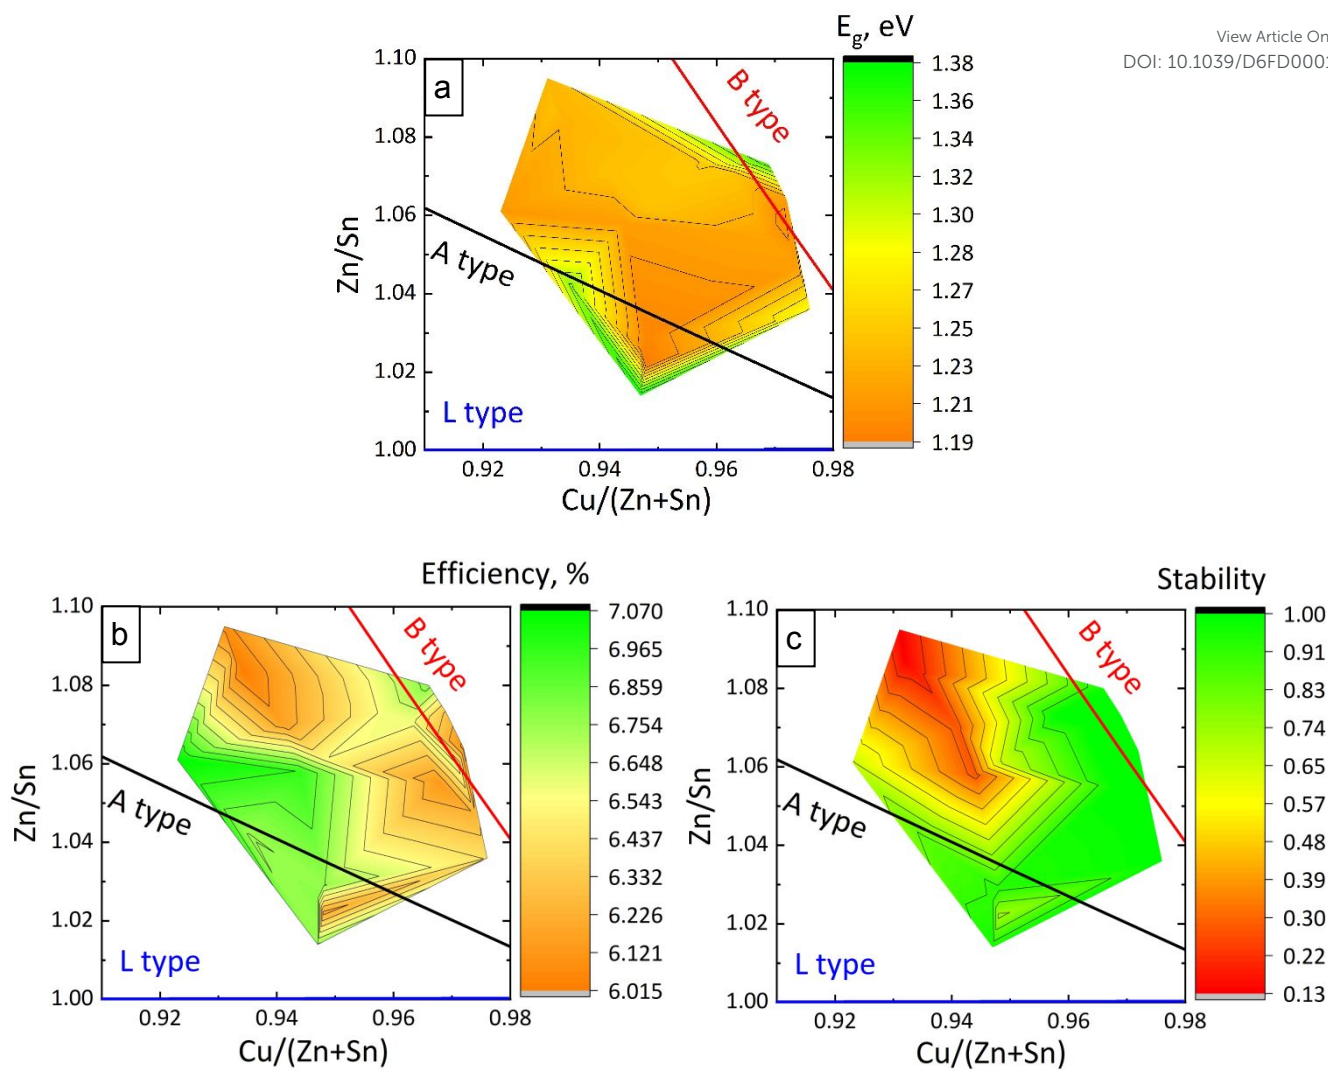 View Article On
DOI: 10.1039/D6FD0001
E_g, eV
a
1.10
1.08
1.06
1.04
1.02
1.00
Zn/Sn
B type
A type
L type
0.92
0.94
0.96
0.98
Cu/(Zn+Sn)
1.38
1.36
1.34
1.32
1.30
1.28
1.27
1.25
1.23
1.21
1.19
Efficiency, %
b
1.10
1.08
1.06
1.04
1.02
1.00
Zn/Sn
B type
A type
L type
0.92
0.94
0.96
0.98
Cu/(Zn+Sn)
7.070
6.965
6.859
6.754
6.648
6.543
6.437
6.332
6.226
6.121
6.015
Stability
c
1.10
1.08
1.06
1.04
1.02
1.00
Zn/Sn
B type
A type
L type
0.92
0.94
0.96
0.98
Cu/(Zn+Sn)
1.00
0.91
0.83
0.74
0.65
0.57
0.48
0.39
0.30
0.22
0.13